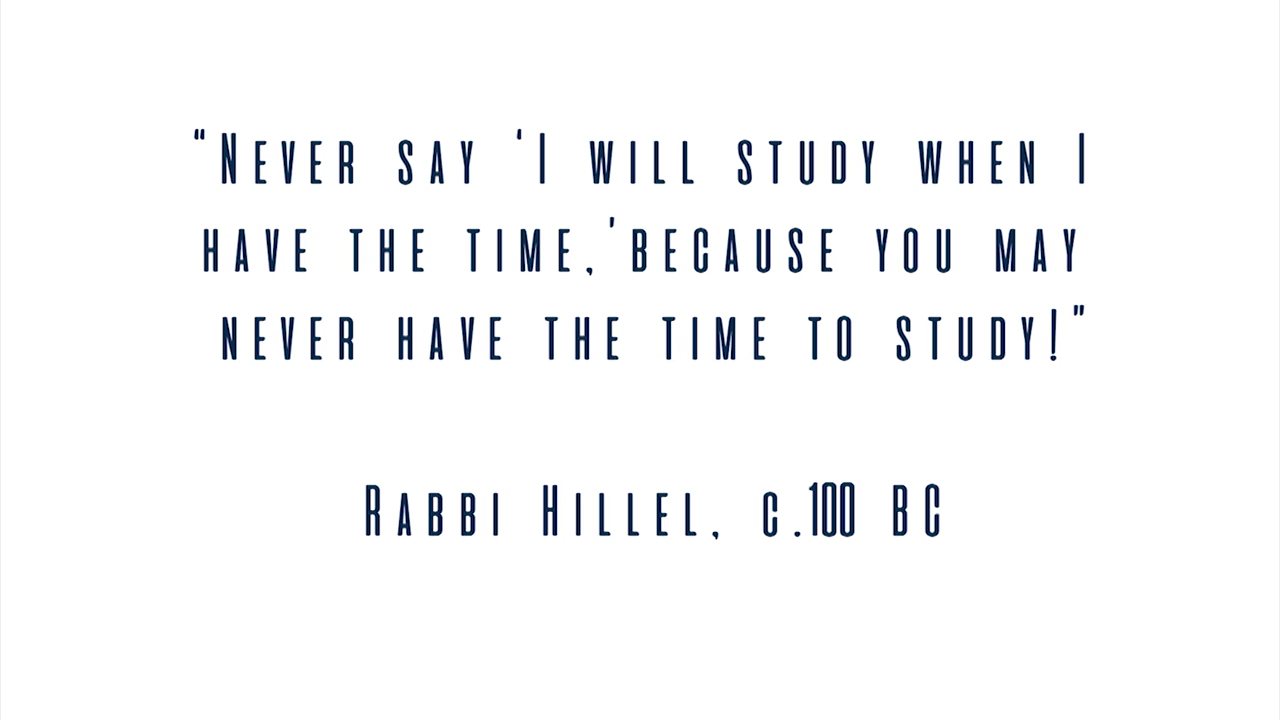 “Never say ‘I will study when I
have the time,’because you may
never have the time to study!”
Rabbi Hillel, c.100 BC